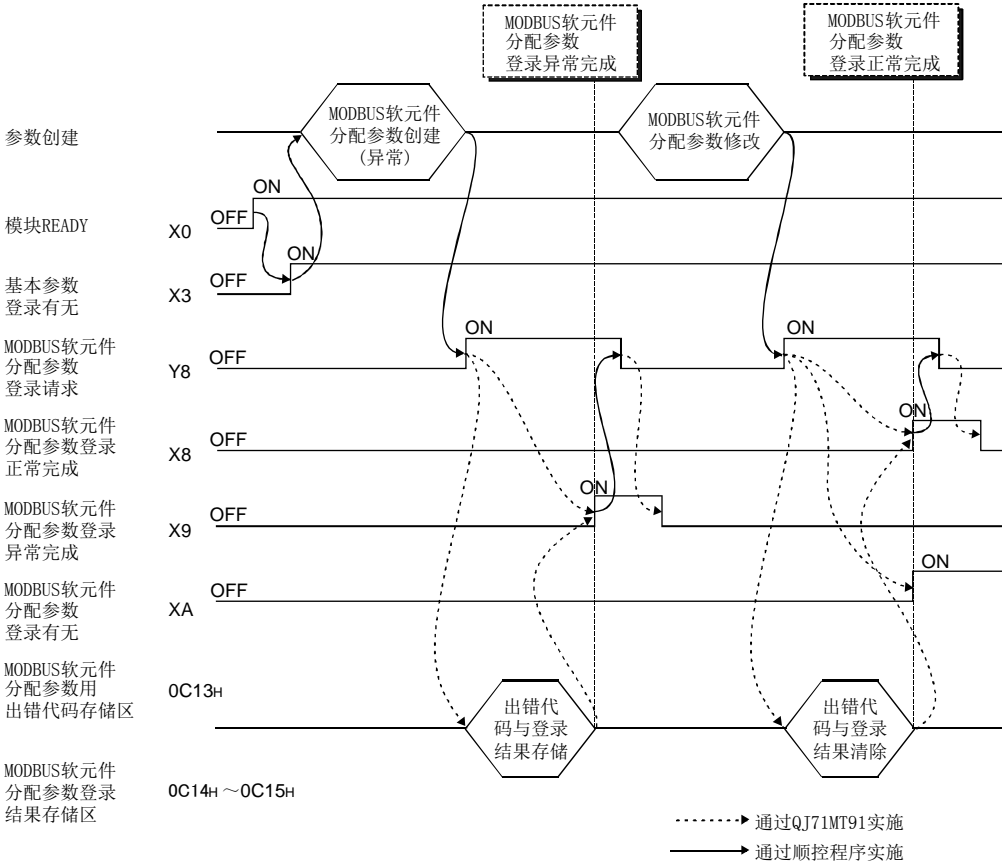 MODBUS软元件
分配参数
登录异常完成
MODBUS软元件
分配参数
登录正常完成
参数创建
MODBUS软元件
分配参数创建
(异常)
MODBUS软元件
分配参数修改
模块READY
X0
OFF
ON
基本参数
登录有无
X3
OFF
ON
MODBUS软元件
分配参数
登录请求
Y8
OFF
ON
ON
MODBUS软元件
分配参数登录
正常完成
X8
OFF
ON
MODBUS软元件
分配参数登录
异常完成
X9
OFF
ON
MODBUS软元件
分配参数
登录有无
XA
OFF
ON
MODBUS软元件
分配参数用
出错代码存储区
0C13H
出错代
码与登录
结果存储
出错代
码与登录
结果清除
MODBUS软元件
分配参数登录
结果存储区
0C14H～0C15H
通过QJ71MT91实施
通过顺控程序实施